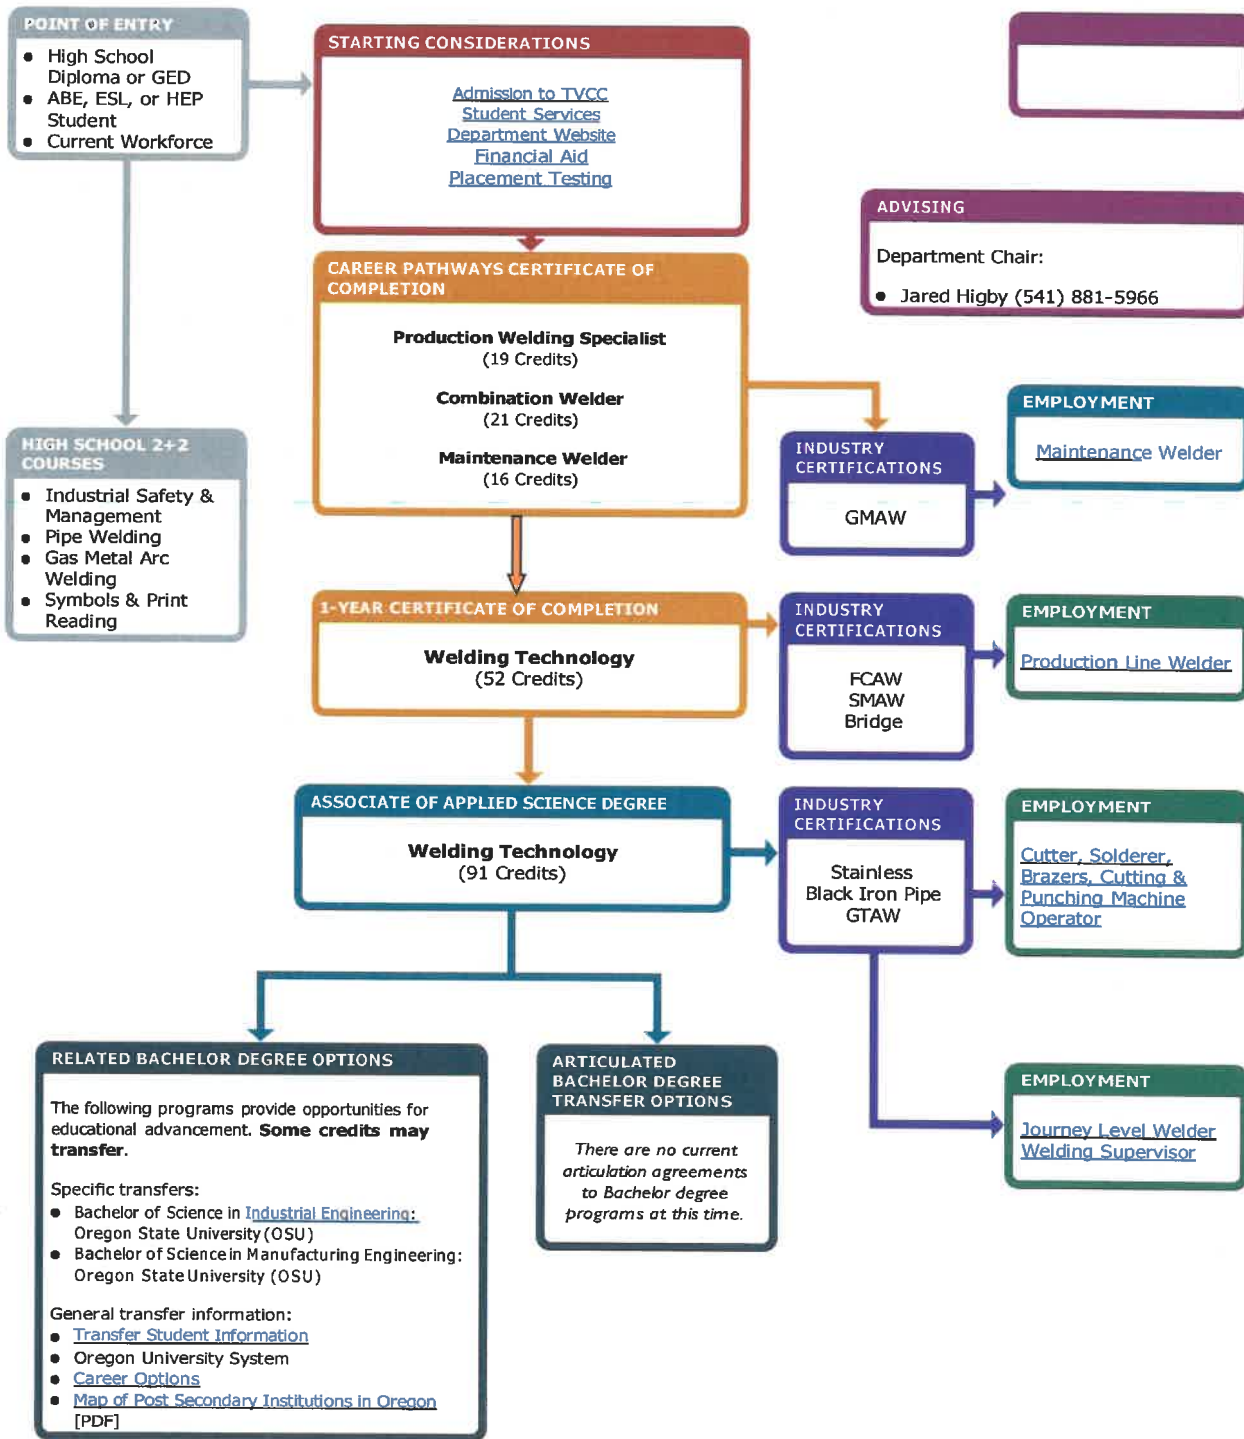 POINT OF ENTRY
● High School
Diploma or GED
● ABE, ESL, or HEP
Student
● Current Workforce
STARTING CONSIDERATIONS
Admission to TVCC
Student Services
Department Website
Financial Aid
Placement Testing
ADVISING
Department Chair:
● Jared Higby (541) 881-5966
CAREER PATHWAYS CERTIFICATE OF
COMPLETION
Production Welding Specialist
(19 Credits)
Combination Welder
(21 Credits)
Maintenance Welder
(16 Credits)
HIGH SCHOOL 2+2
COURSES
● Industrial Safety &
Management
● Pipe Welding
● Gas Metal Arc
Welding
● Symbols & Print
Reading
INDUSTRY
CERTIFICATIONS
GMAW
EMPLOYMENT
Maintenance Welder
1-YEAR CERTIFICATE OF COMPLETION
Welding Technology
(52 Credits)
INDUSTRY
CERTIFICATIONS
FCAW
SMAW
Bridge
EMPLOYMENT
Production Line Welder
ASSOCIATE OF APPLIED SCIENCE DEGREE
Welding Technology
(91 Credits)
INDUSTRY
CERTIFICATIONS
Stainless
Black Iron Pipe
GTAW
EMPLOYMENT
Cutter, Solderer,
Brazers, Cutting &
Punching Machine
Operator
RELATED BACHELOR DEGREE OPTIONS
The following programs provide opportunities for
educational advancement. Some credits may
transfer.
Specific transfers:
● Bachelor of Science in Industrial Engineering:
Oregon State University (OSU)
● Bachelor of Science in Manufacturing Engineering:
Oregon State University (OSU)
General transfer information:
● Transfer Student Information
● Oregon University System
● Career Options
● Map of Post Secondary Institutions in Oregon
[PDF]
ARTICULATED
BACHELOR DEGREE
TRANSFER OPTIONS
There are no current
articulation agreements
to Bachelor degree
programs at this time.
EMPLOYMENT
Journey Level Welder
Welding Supervisor